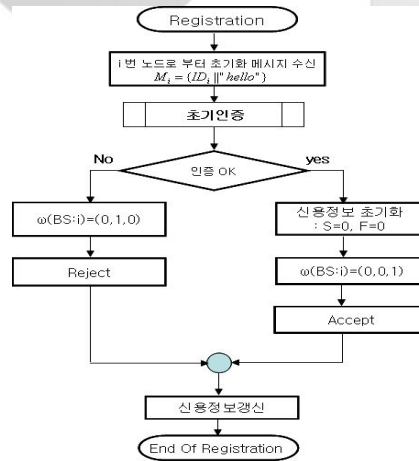 Registration
i 번 노드로 부터 초기화 메시지 수신
M_i = {ID_i || "hello"}
초기인증
No
yes
인증 OK
ω(BS:i)=(0,1,0)
신용정보 초기화
: S=0, F=0
Reject
ω(BS:i)=(0,0,1)
Accept
신용정보갱신
End Of Registration